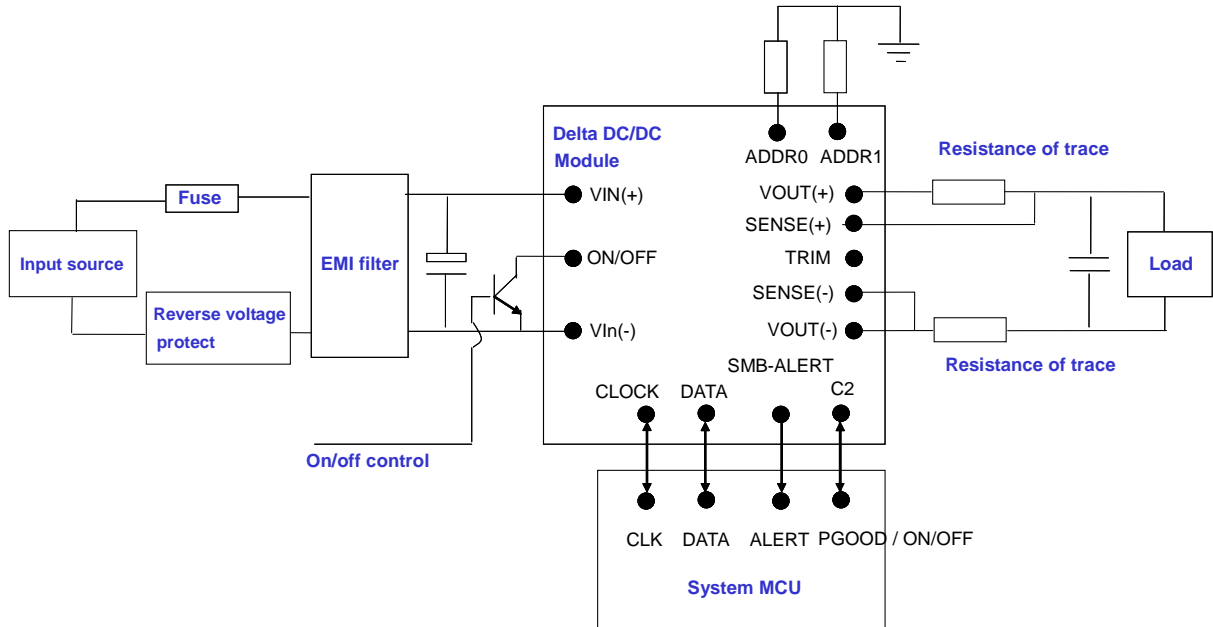 Delta DC/DC
Module
ADDR0 ADDR1
Resistance of trace
Fuse
VIN(+)
VOUT(+)
SENSE(+)
Input source
EMI filter
ON/OFF
TRIM
Load
SENSE(-)
Reverse voltage
protect
VIn(-)
VOUT(-)
SMB-ALERT
Resistance of trace
CLOCK DATA C2
On/off control
CLK DATA ALERT PGOOD / ON/OFF
System MCU